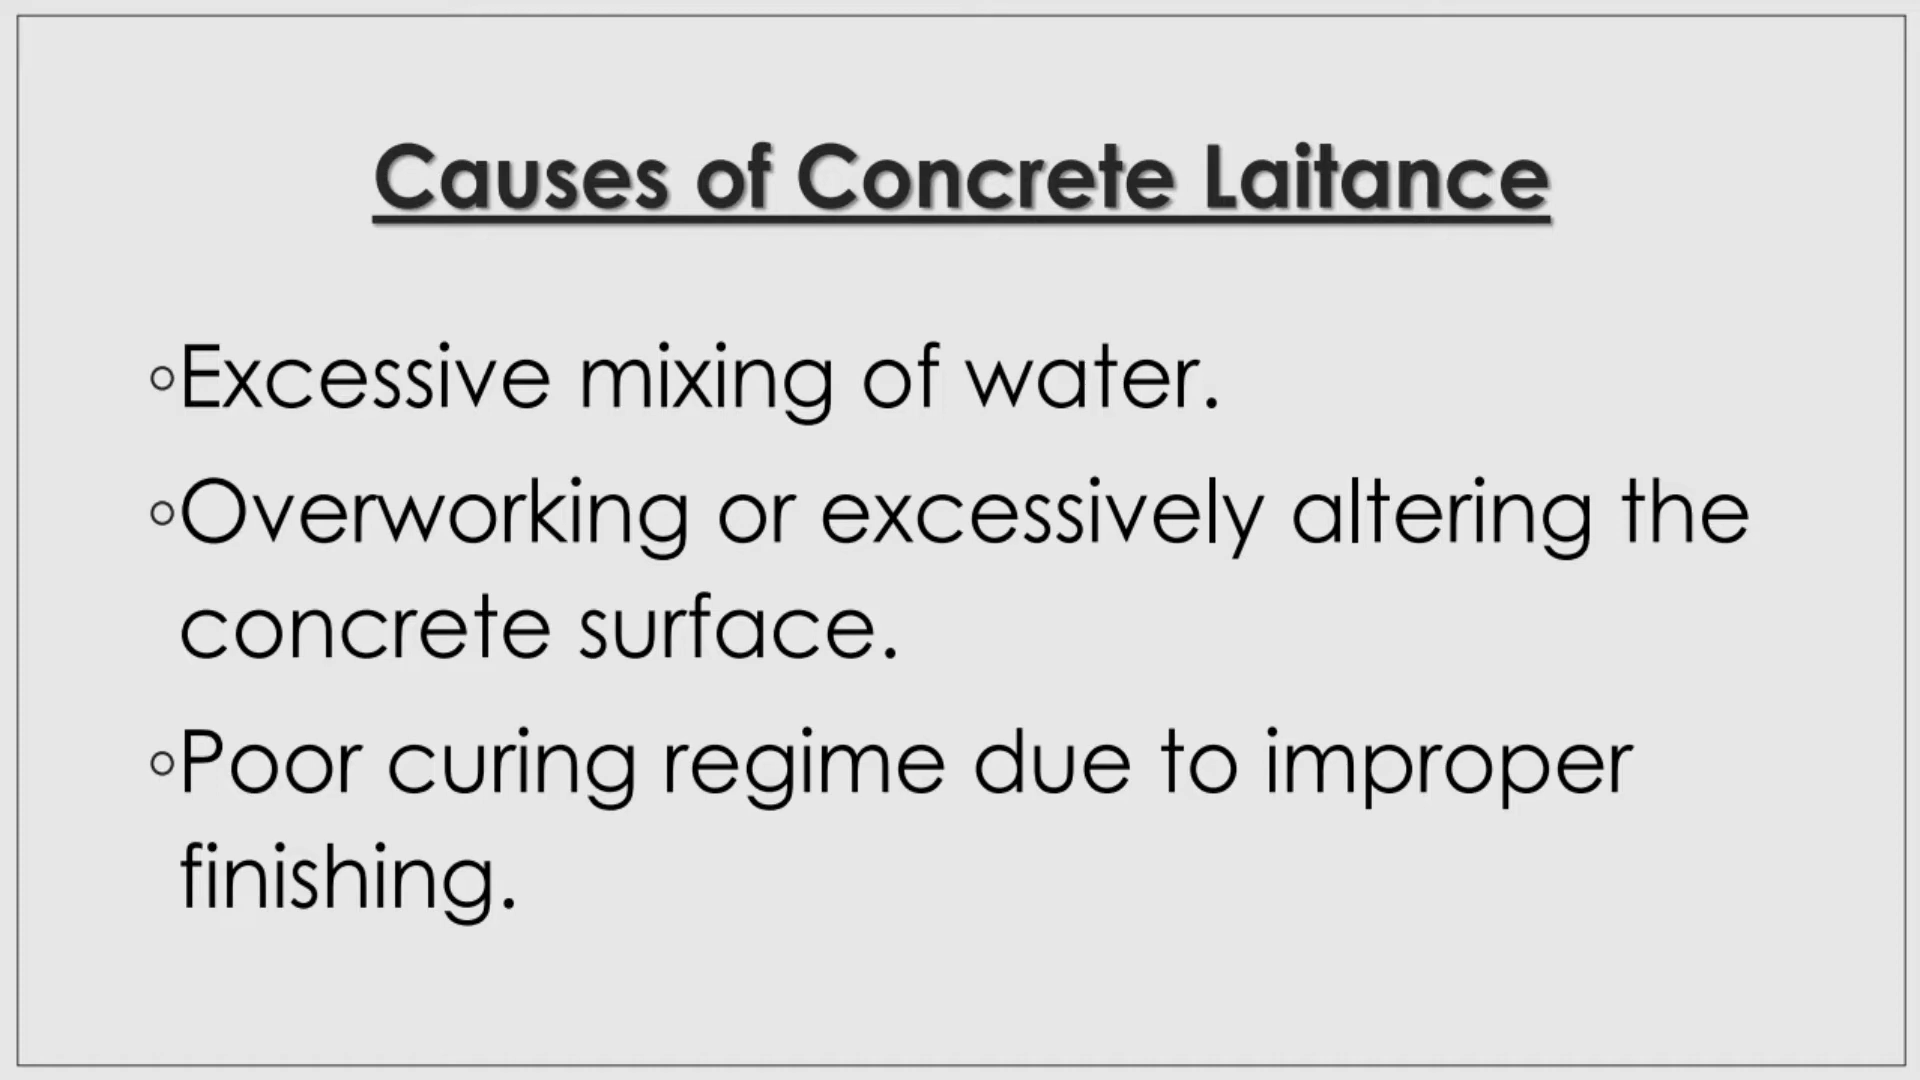 Causes of Concrete Laitance
◦Excessive mixing of water.
◦Overworking or excessively altering the
concrete surface.
◦Poor curing regime due to improper
finishing.